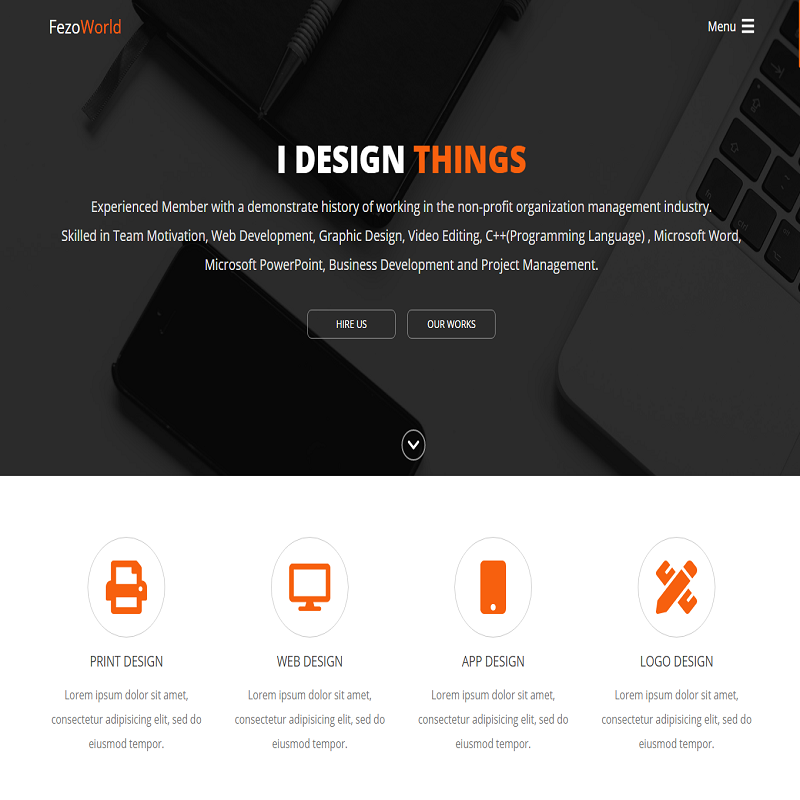 FezoWorld
Menu
I DESIGN THINGS
Experienced Member with a demonstrate history of working in the non-profit organization management industry.
Skilled in Team Motivation, Web Development, Graphic Design, Video Editing, C++(Programming Language) , Microsoft Word,
Microsoft PowerPoint, Business Development and Project Management.
HIRE US
OUR WORKS
PRINT DESIGN
Lorem ipsum dolor sit amet,
consectetur adipisicing elit, sed do
eiusmod tempor.
WEB DESIGN
Lorem ipsum dolor sit amet,
consectetur adipisicing elit, sed do
eiusmod tempor.
APP DESIGN
Lorem ipsum dolor sit amet,
consectetur adipisicing elit, sed do
eiusmod tempor.
LOGO DESIGN
Lorem ipsum dolor sit amet,
consectetur adipisicing elit, sed do
eiusmod tempor.